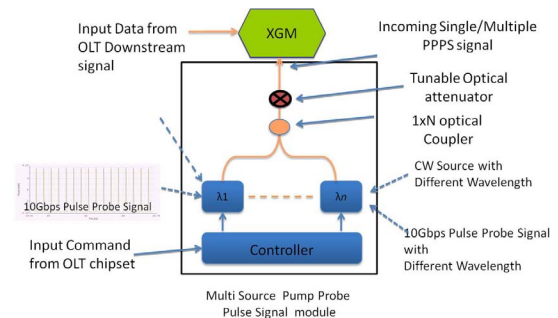 Input Data from
OLT Downstream
signal
XGM
Incoming Single/Multiple
PPPS signal
Tunable Optical
attenuator
1xN optical
Coupler
λ1
λn
CW Source with
Different Wavelength
10Gbps Pulse Probe Signal
10Gbps Pulse Probe Signal
with
Different Wavelength
Input Command
from OLT chipset
Controller
Multi Source Pump Probe
Pulse Signal module